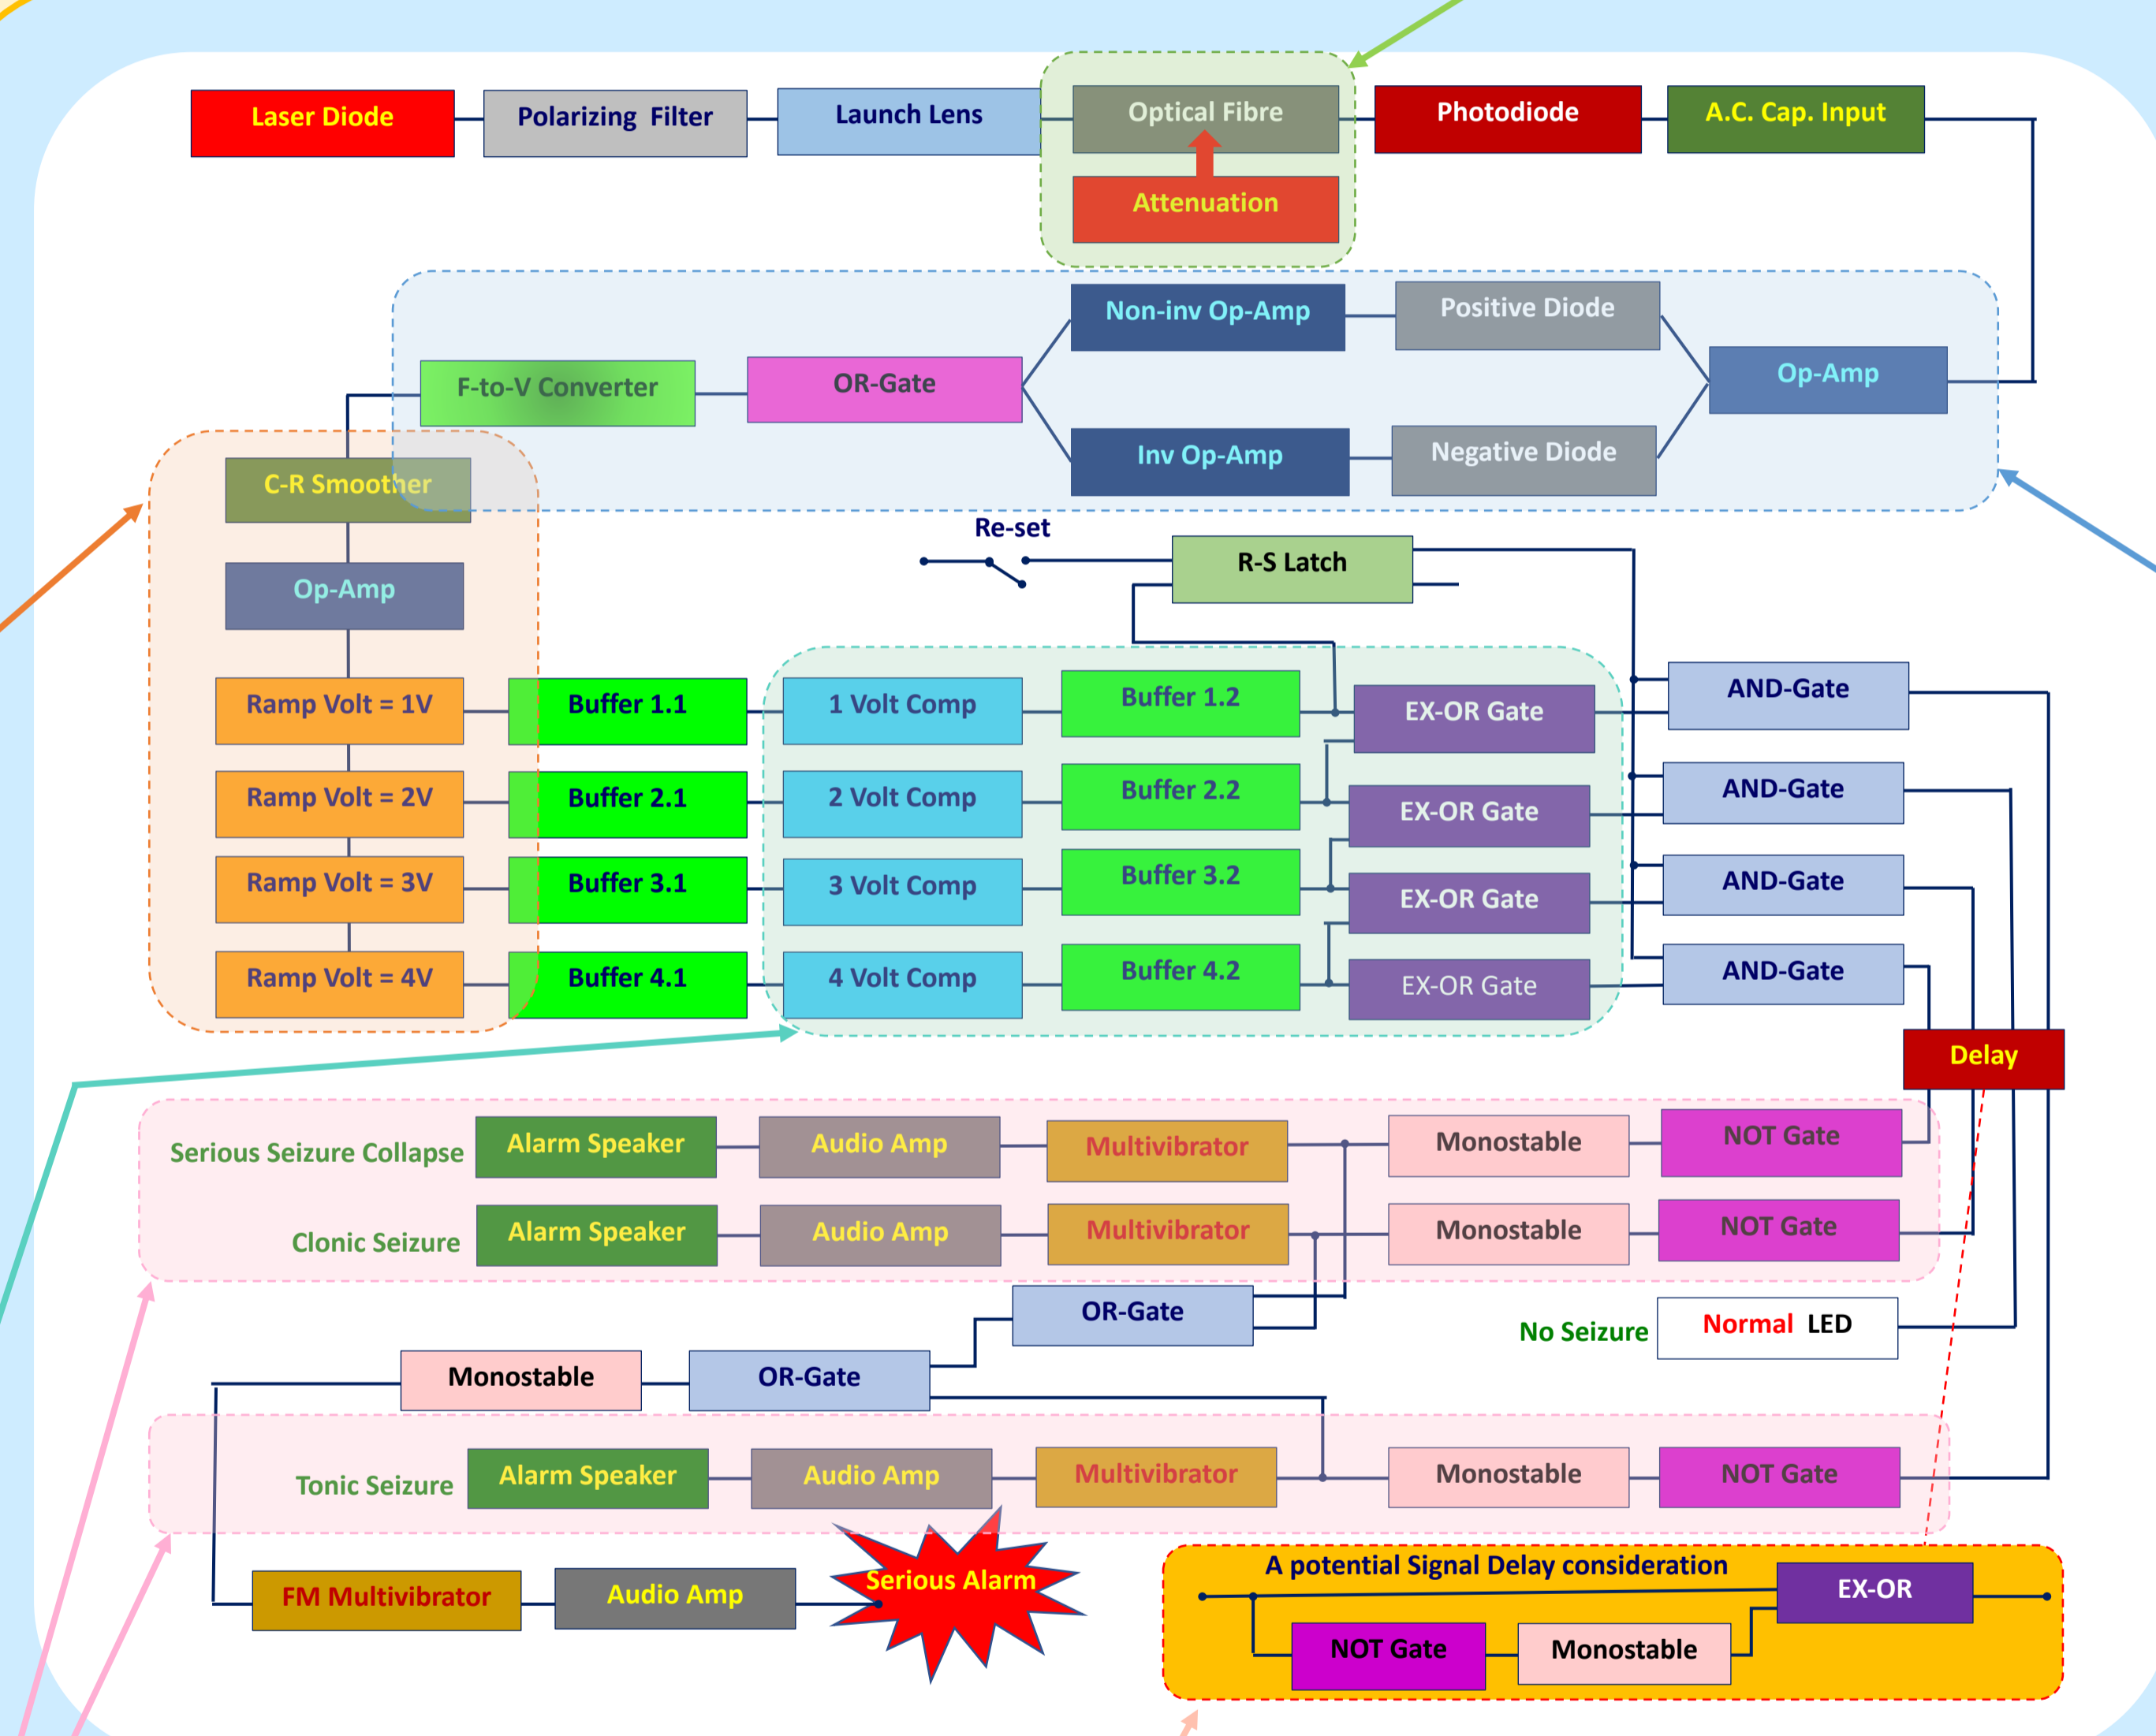 Laser Diode
Polarizing Filter
Launch Lens
Optical Fibre
Photodiode
A.C. Cap. Input
Attenuation
Non-inv Op-Amp
Positive Diode
F-to-V Converter
OR-Gate
Op-Amp
Inv Op-Amp
Negative Diode
C-R Smoother
Re-set
R-S Latch
Op-Amp
Ramp Volt = 1V
Buffer 1.1
1 Volt Comp
Buffer 1.2
EX-OR Gate
AND-Gate
Ramp Volt = 2V
Buffer 2.1
2 Volt Comp
Buffer 2.2
EX-OR Gate
AND-Gate
Ramp Volt = 3V
Buffer 3.1
3 Volt Comp
Buffer 3.2
EX-OR Gate
AND-Gate
Ramp Volt = 4V
Buffer 4.1
4 Volt Comp
Buffer 4.2
EX-OR Gate
AND-Gate
Delay
Serious Seizure Collapse
Alarm Speaker
Audio Amp
Multivibrator
Monostable
NOT Gate
Clonic Seizure
Alarm Speaker
Audio Amp
Multivibrator
Monostable
NOT Gate
OR-Gate
No Seizure
Normal LED
Monostable
OR-Gate
Tonic Seizure
Alarm Speaker
Audio Amp
Multivibrator
Monostable
NOT Gate
FM Multivibrator
Audio Amp
Serious Alarm
A potential Signal Delay consideration
EX-OR
NOT Gate
Monostable